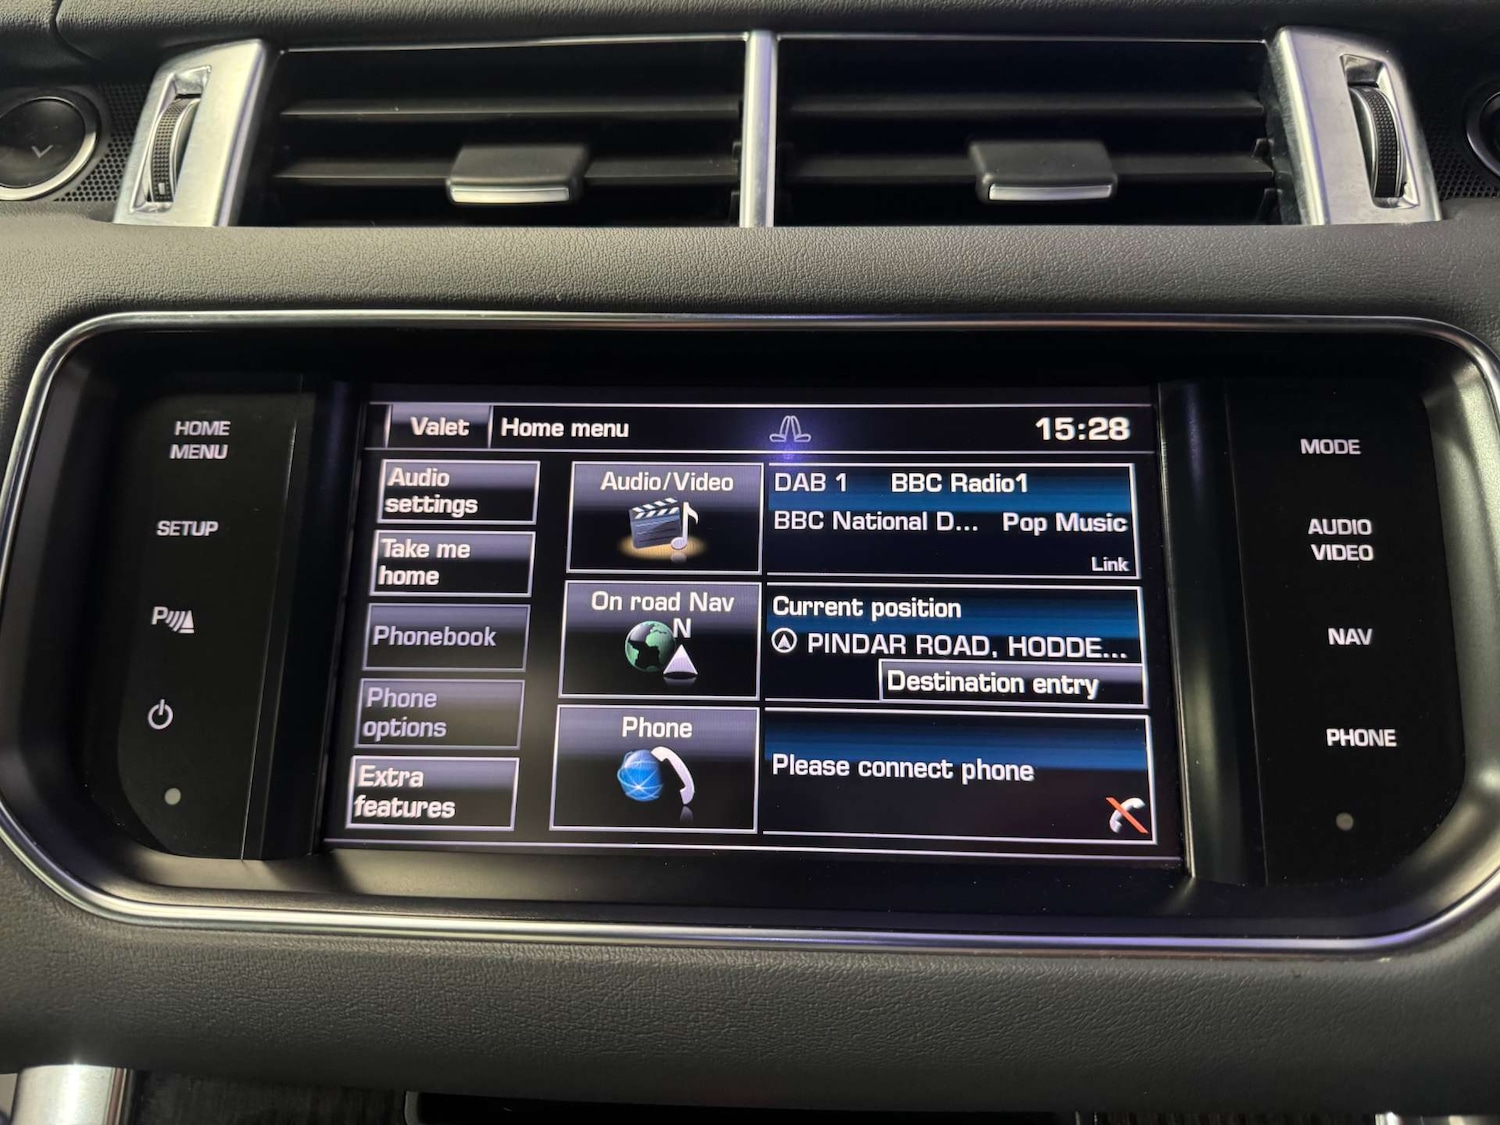 HOME
MENU
SETUP
P
Valet
Home menu
15:28
Audio
settings
Take me
home
Phonebook
Phone
options
Extra
features
Audio/Video
On road Nav
N
Phone
DAB 1 BBC Radio1
BBC National D... Pop Music
Link
Current position
PINDAR ROAD, HODDE...
Destination entry
Please connect phone
MODE
AUDIO
VIDEO
NAV
PHONE